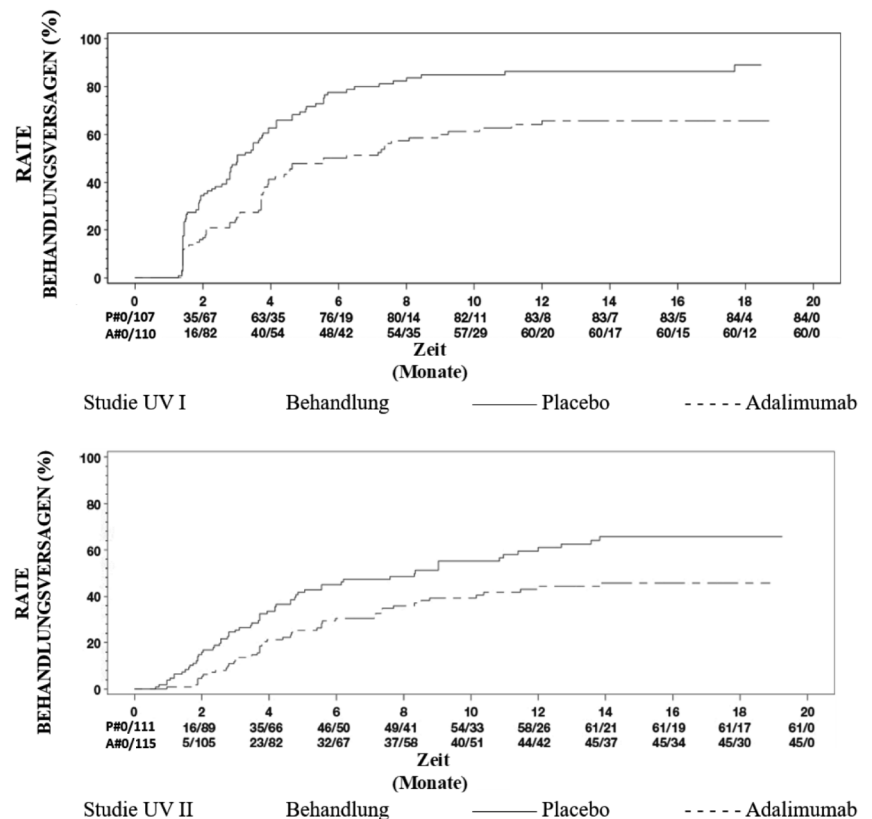 RATE
BEHANDLUNGSVERSAGEN (%)
100
80
60
40
20
0
0 2 4 6 8 10 12 14 16 18 20
P#0/107 35/67 63/35 76/19 80/14 82/11 83/8 83/7 83/5 84/4 84/0
A#0/110 16/82 40/54 48/42 54/35 57/29 60/20 60/17 60/15 60/12 60/0
Zeit
(Monate)
Studie UV I Behandlung Placebo Adalimumab
RATE
BEHANDLUNGSVERSAGEN (%)
100
80
60
40
20
0
0 2 4 6 8 10 12 14 16 18 20
P#0/111 16/89 35/66 46/50 49/41 54/33 58/26 61/21 61/19 61/17 61/0
A#0/115 5/105 23/82 32/67 37/58 40/51 44/42 45/37 45/34 45/30 45/0
Zeit
(Monate)
Studie UV II Behandlung Placebo Adalimumab